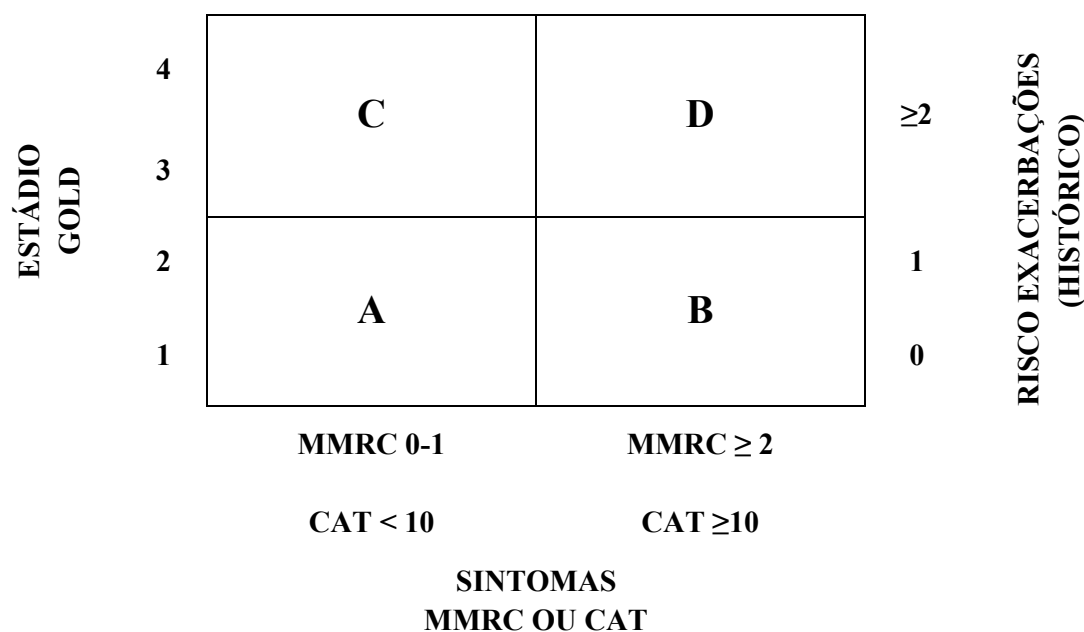 ESTÁDIO
GOLD
4
3
2
1
C
D
A
B
≥2
1
0
RISCO EXACERBAÇÕES
(HISTÓRICO)
MMRC 0-1
MMRC ≥ 2
CAT < 10
CAT ≥10
SINTOMAS
MMRC OU CAT